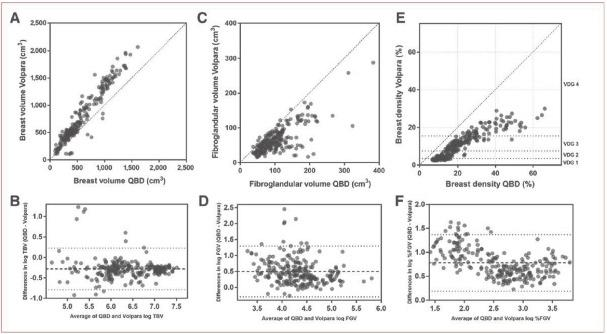 A
Breast volume Volpara (cm³)
2,500
2,000
1,500
1,000
500
0
0 500 1,000 1,500 2,000 2,500
Breast volume QBD (cm³)
C
Fibroglandular volume Volpara (cm³)
400
300
200
100
0
0 100 200 300 400
Fibroglandular volume QBD (cm³)
E
Breast density Volpara (%)
80
60
40
20
0
VDG 4
VDG 3
VDG 2
VDG 1
0 20 40 60
Breast density QBD (%)
B
Differences in log TBV (QBD - Volpara)
1.0
0.5
0.0
-0.5
-1.0
5.0 5.5 6.0 6.5 7.0 7.5
Average of QBD and Volpara log TBV
D
Differences in log FGV (QBD - Volpara)
2.5
2.0
1.5
1.0
0.5
0.0
3.5 4.0 4.5 5.0 5.5 6.0
Average of QBD and Volpara log FGV
F
Differences in log %FGV (QBD - Volpara)
2.0
1.5
1.0
0.5
0.0
1.5 2.0 2.5 3.0 3.5
Average of QBD and Volpara log %FGV